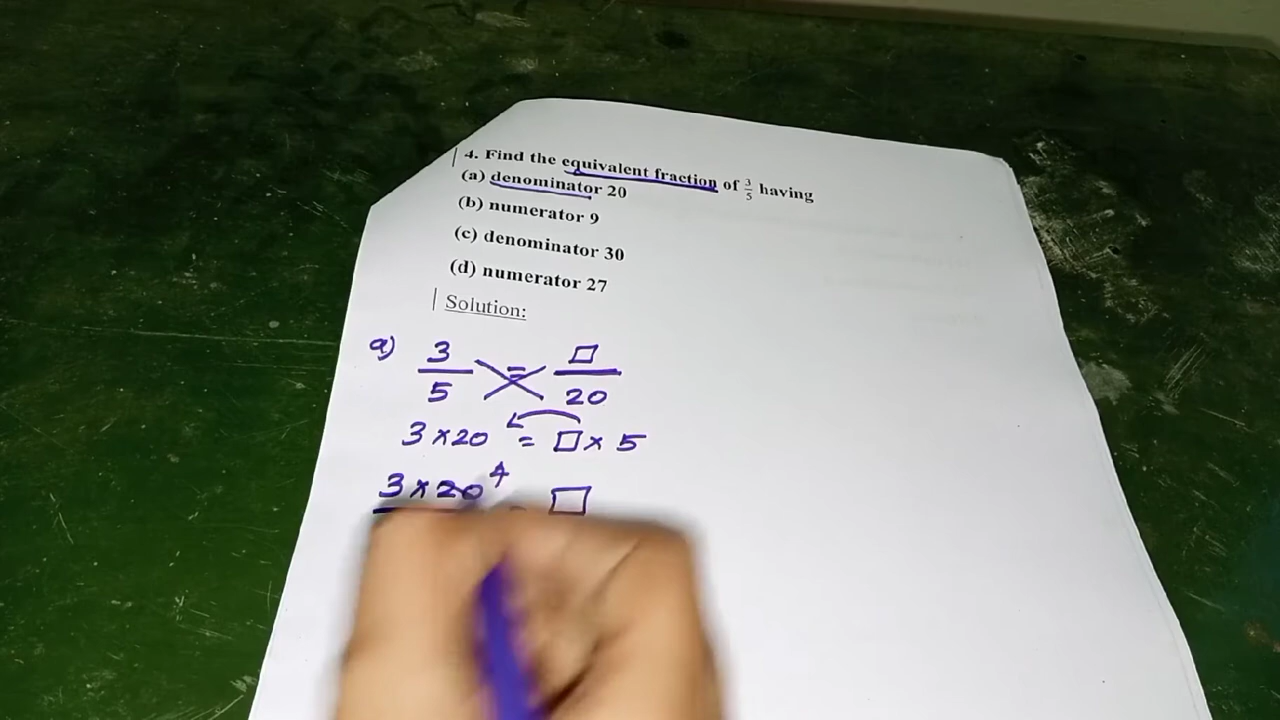 4. Find the equivalent fraction of 3/5 having
(a) denominator 20
(b) numerator 9
(c) denominator 30
(d) numerator 27
Solution:
a) 3/5 = □/20
3 × 20 = □ × 5
3 × 20 4 = □